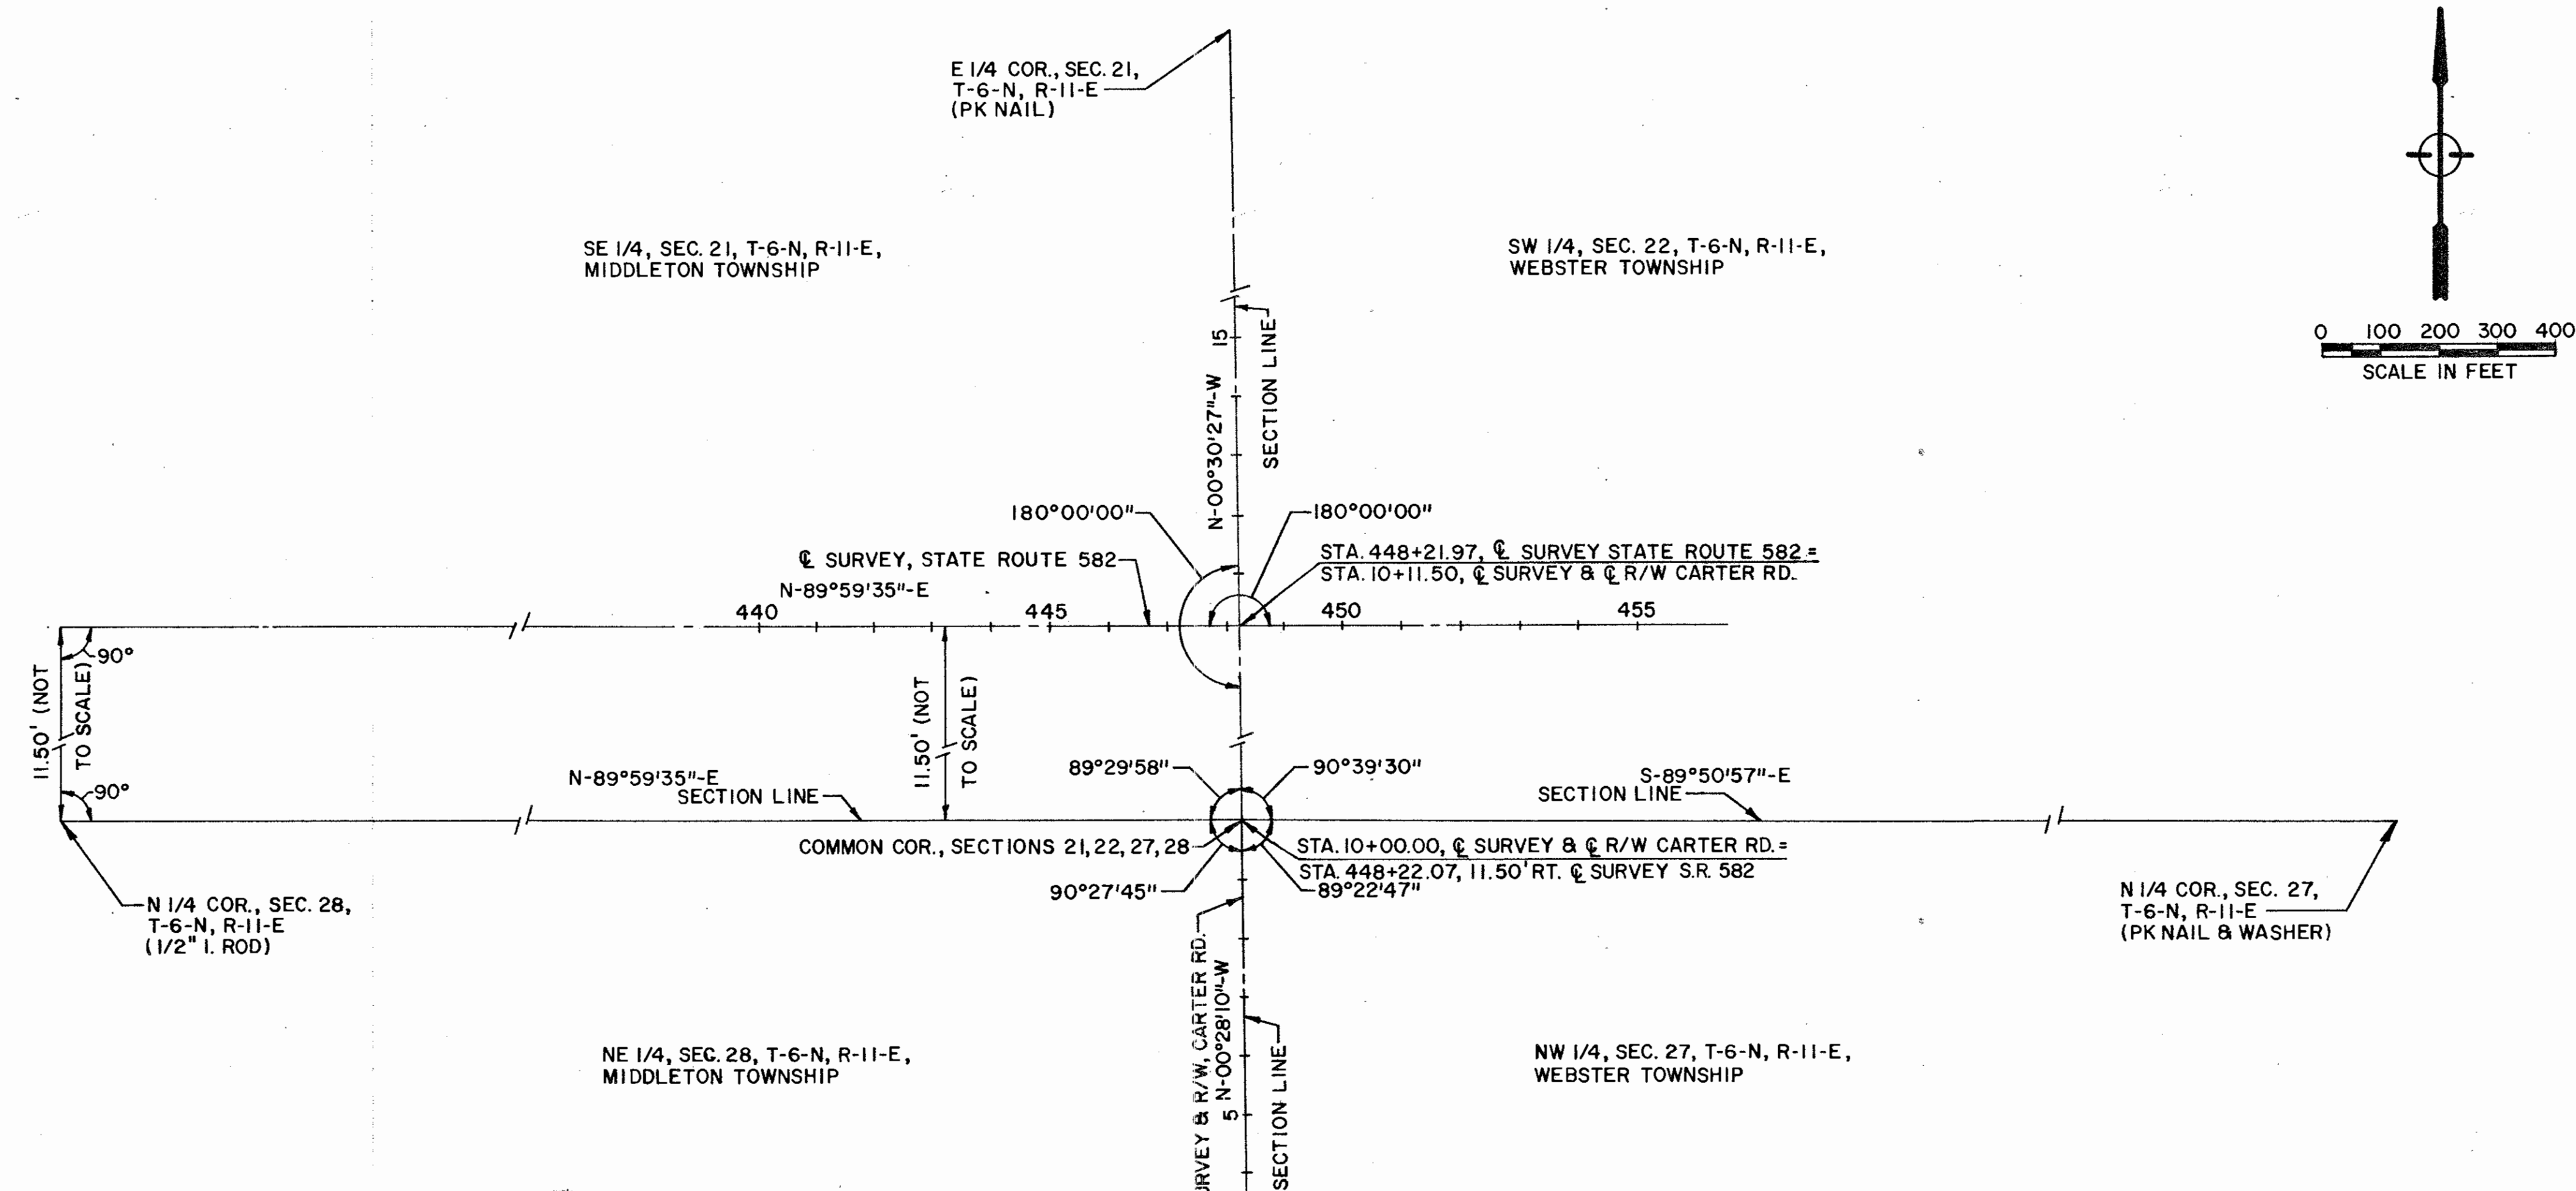 E 1/4 COR., SEC. 21,
T-6-N, R-11-E
(PK NAIL)
SE 1/4, SEC. 21, T-6-N, R-11-E,
MIDDLETON TOWNSHIP
SW 1/4, SEC. 22, T-6-N, R-11-E,
WEBSTER TOWNSHIP
0 100 200 300 400
SCALE IN FEET
15
SECTION LINE
N-00°30'27"-W
180°00'00"
180°00'00"
℄ SURVEY, STATE ROUTE 582
N-89°59'35"-E
STA. 448+21.97, ℄ SURVEY STATE ROUTE 582 =
STA. 10+11.50, ℄ SURVEY & ℄ R/W CARTER RD.
440 445 450 455
90°
11.50' (NOT
TO SCALE)
90°
11.50' (NOT
TO SCALE)
N-89°59'35"-E
SECTION LINE
89°29'58"
90°39'30"
S-89°50'57"-E
SECTION LINE
COMMON COR., SECTIONS 21, 22, 27, 28
STA. 10+00.00, ℄ SURVEY & ℄ R/W CARTER RD. =
STA. 448+22.07, 11.50' RT. ℄ SURVEY S.R. 582
90°27'45"
89°22'47"
N 1/4 COR., SEC. 28,
T-6-N, R-11-E
(1/2" I. ROD)
N 1/4 COR., SEC. 27,
T-6-N, R-11-E
(PK NAIL & WASHER)
URVEY & R/W, CARTER RD.
N-00°28'10"-W
5
SECTION LINE
NE 1/4, SEC. 28, T-6-N, R-11-E,
MIDDLETON TOWNSHIP
NW 1/4, SEC. 27, T-6-N, R-11-E,
WEBSTER TOWNSHIP